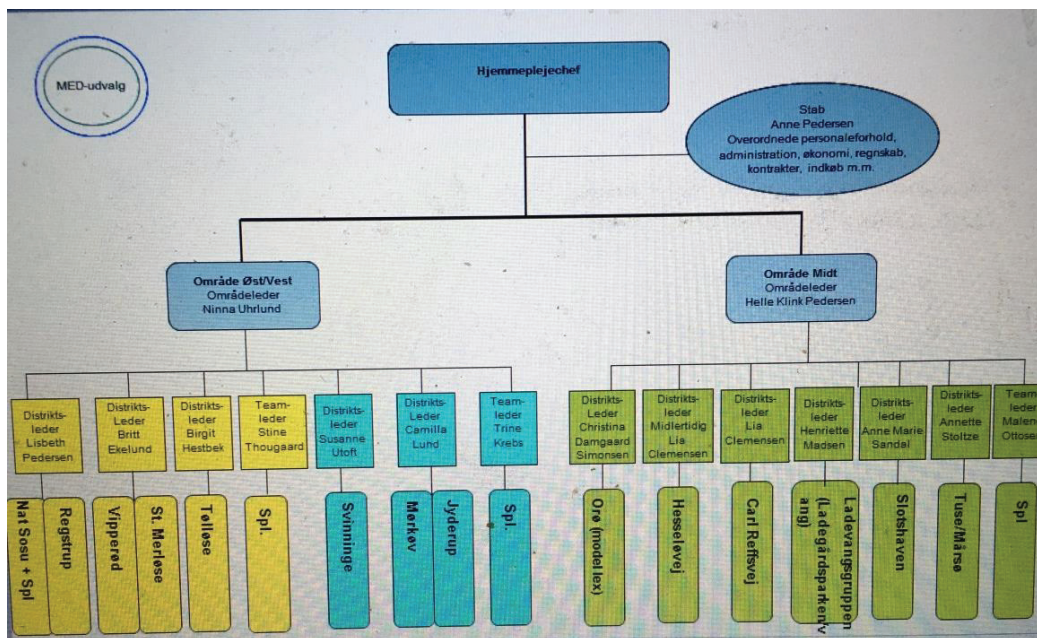 MED-udvalg
Hjemmeplejechef
Stab
Anne Pedersen
Overordnede personaleforhold,
administration, økonomi, regnskab,
kontrakter, indkøb m.m.
Område Øst/Vest
Områdeleder
Ninna Uhrlund
Område Midt
Områdeleder
Helle Klink Pedersen
Distrikts-
leder
Lisbeth
Pedersen
Distrikts-
Leder
Britt
Ekelund
Distrikts-
leder
Birgit
Hestbek
Team-
leder
Stine
Thougaard
Distrikts-
leder
Susanne
Utoft
Distrikts-
Leder
Camilla
Lund
Team-
leder
Trine
Krebs
Distrikts-
Leder
Christina
Damgaard
Simonsen
Distrikts-
leder
Midlertidig
Lia
Clemensen
Distrikts-
leder
Lia
Clemensen
Distrikts-
leder
Henriette
Madsen
Distrikts-
leder
Anne Marie
Sandal
Distrikts-
leder
Annette
Stoltze
Team-
leder
Malene
Ottosen
Nat Sosu + Spl
Regstrup
Vipperød
St. Merløse
Tølløse
Spl.
Svinninge
Mørkøv
Jyderup
Spl.
Orø (model lex)
Hesseløvej
Carl Reffsvej
Ladevangsgruppen
(Ladegårdsparken/v
ang)
Slotshaven
Tuse/Mårsø
Spl